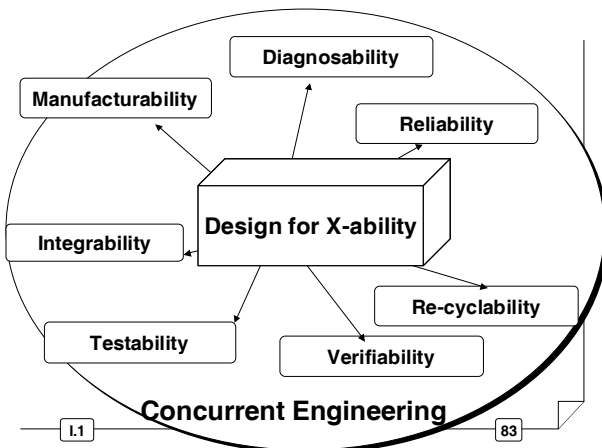 Diagnosability
Manufacturability
Reliability
Design for X-ability
Integrability
Re-cyclability
Testability
Verifiability
Concurrent Engineering
I.1
83